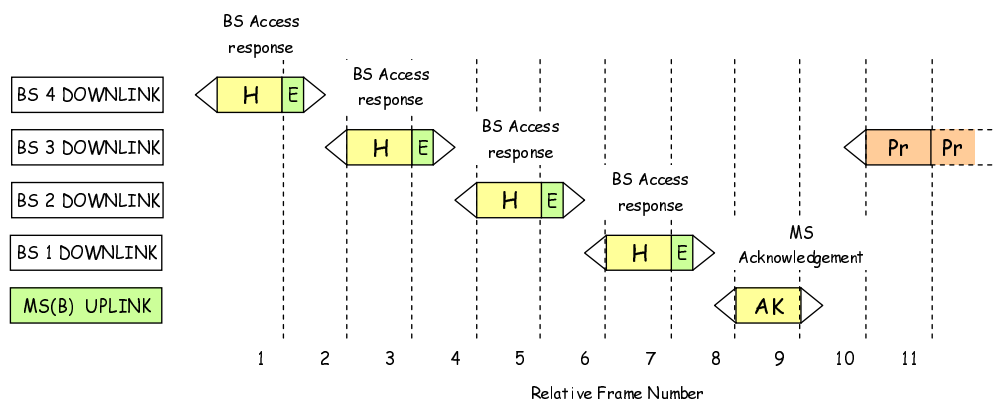 BS Access
response
BS 4 DOWNLINK
H
E
BS Access
response
BS 3 DOWNLINK
H
E
Pr
Pr
BS Access
response
BS 2 DOWNLINK
H
E
BS Access
response
BS 1 DOWNLINK
H
E
MS
Acknowledgement
MS(B) UPLINK
AK
1 2 3 4 5 6 7 8 9 10 11
Relative Frame Number